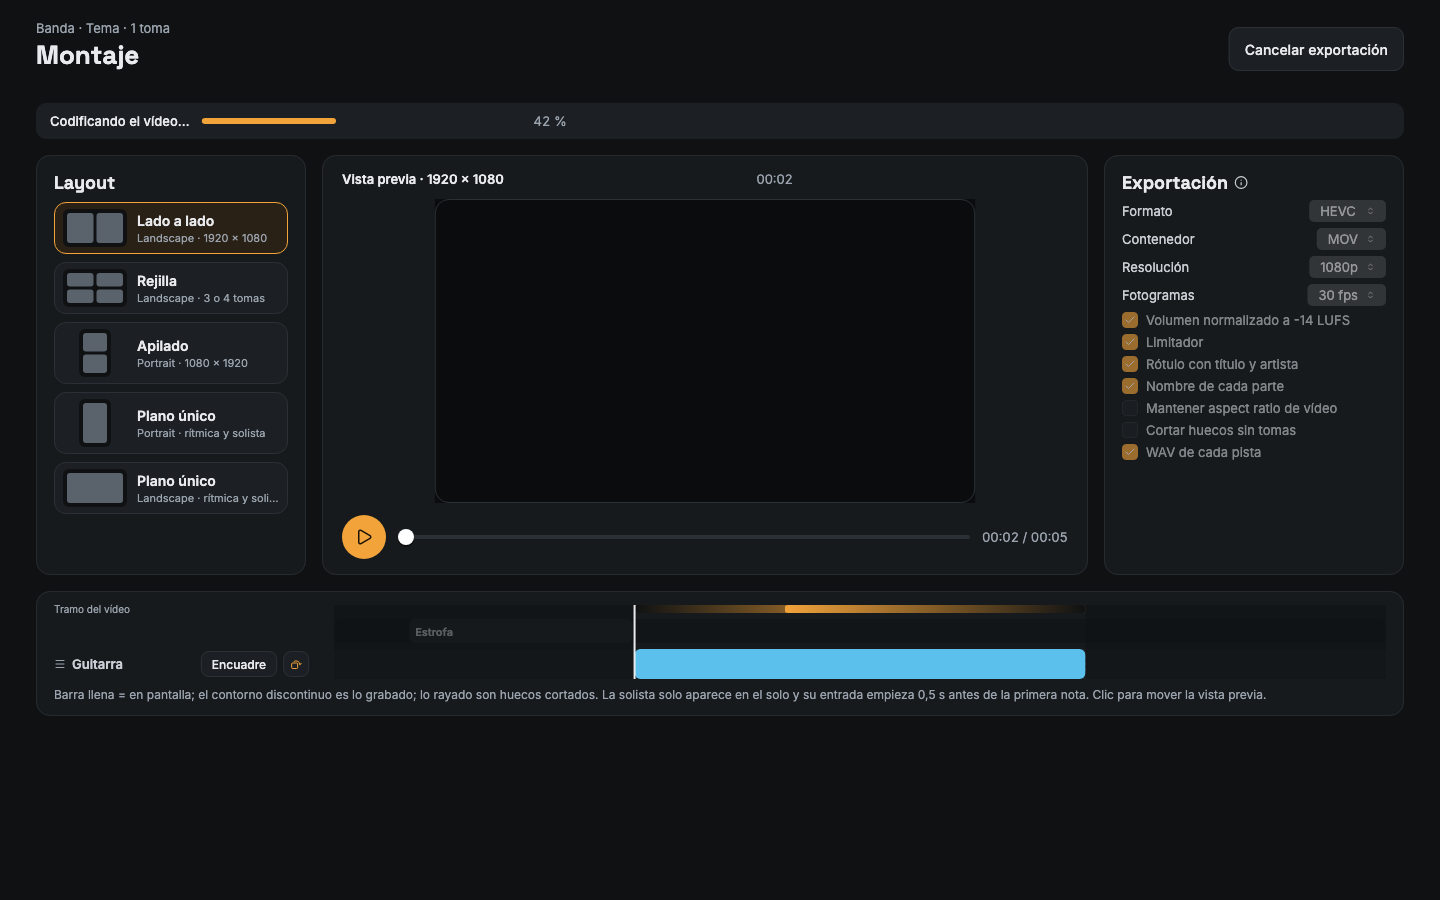 Banda · Tema · 1 toma
Montaje
Cancelar exportación
Codificando el vídeo...
42 %
Layout
Lado a lado
Landscape · 1920 × 1080
Rejilla
Landscape · 3 o 4 tomas
Apilado
Portrait · 1080 × 1920
Plano único
Portrait · rítmica y solista
Plano único
Landscape · rítmica y soli...
Vista previa · 1920 × 1080
00:02
00:02 / 00:05
Exportación
Formato
HEVC
Contenedor
MOV
Resolución
1080p
Fotogramas
30 fps
Volumen normalizado a -14 LUFS
Limitador
Rótulo con título y artista
Nombre de cada parte
Mantener aspect ratio de vídeo
Cortar huecos sin tomas
WAV de cada pista
Tramo del vídeo
Estrofa
Guitarra
Encuadre
Barra llena = en pantalla; el contorno discontinuo es lo grabado; lo rayado son huecos cortados. La solista solo aparece en el solo y su entrada empieza 0,5 s antes de la primera nota. Clic para mover la vista previa.